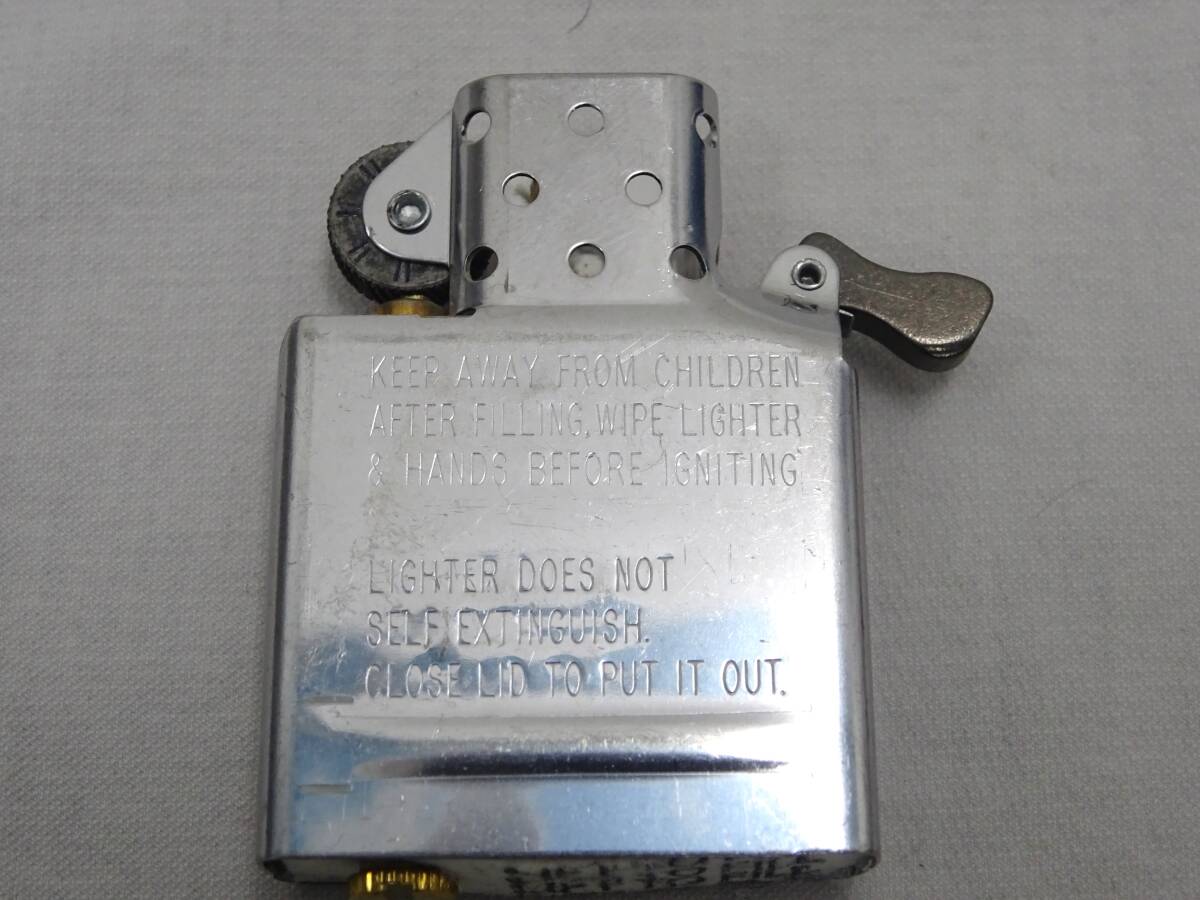 KEEP AWAY FROM CHILDREN
AFTER FILLING, WIPE LIGHTER
& HANDS BEFORE IGNITING
LIGHTER DOES NOT
SELF EXTINGUISH.
CLOSE LID TO PUT IT OUT.